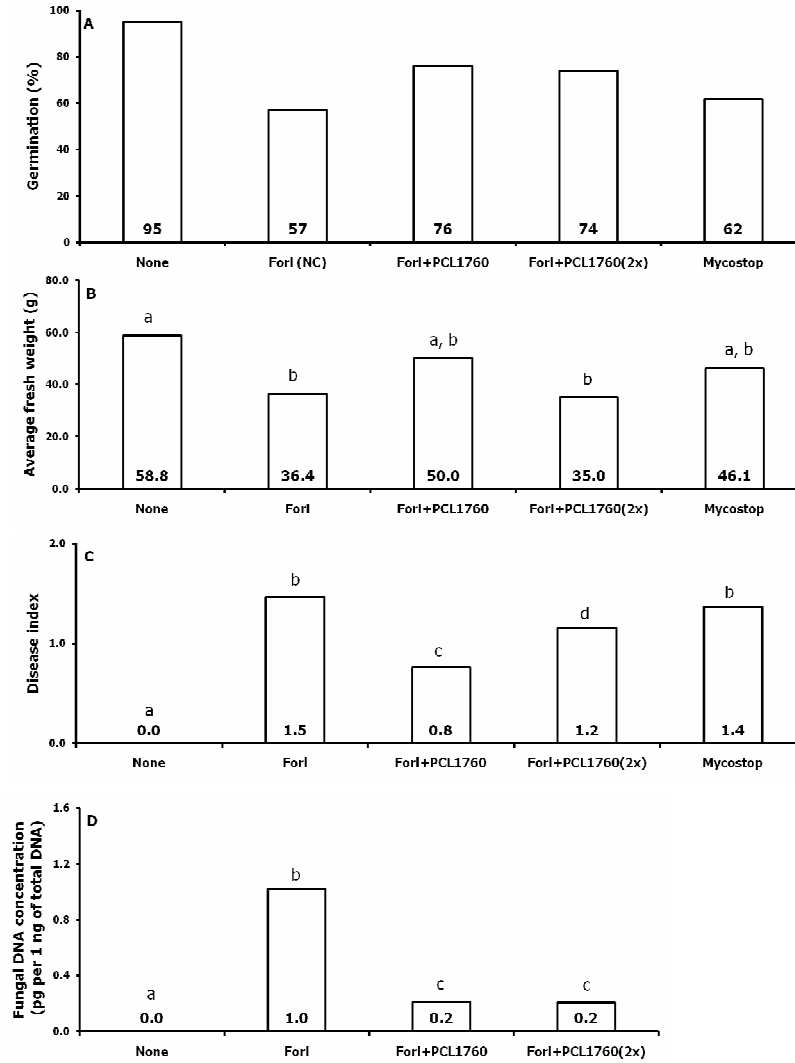 A
Germination (%)
100
80
60
40
20
0
95 57 76 74 62
None Forl (NC) Forl+PCL1760 Forl+PCL1760(2x) Mycostop
B
Average fresh weight (g)
80.0
60.0
40.0
20.0
0.0
a b a, b b a, b
58.8 36.4 50.0 35.0 46.1
None Forl Forl+PCL1760 Forl+PCL1760(2x) Mycostop
C
Disease index
2.0
1.0
0.0
a b c d b
0.0 1.5 0.8 1.2 1.4
None Forl Forl+PCL1760 Forl+PCL1760(2x) Mycostop
D
Fungal DNA concentration
(pg per 1 ng of total DNA)
1.6
1.2
0.8
0.4
0.0
a b c c
0.0 1.0 0.2 0.2
None Forl Forl+PCL1760 Forl+PCL1760(2x)